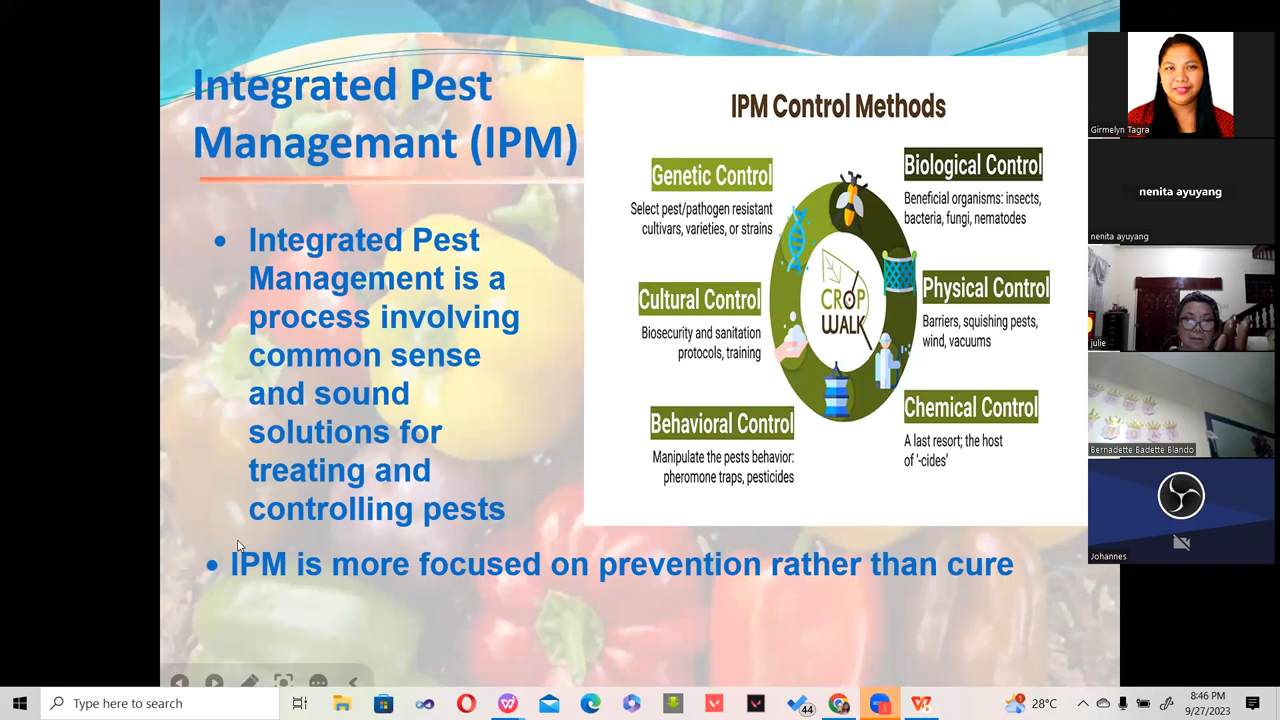 Integrated Pest
Managemant (IPM)
Integrated Pest
Management is a
process involving
common sense
and sound
solutions for
treating and
controlling pests
IPM is more focused on prevention rather than cure
IPM Control Methods
Genetic Control
Select pest/pathogen resistant
cultivars, varieties, or strains
Cultural Control
Biosecurity and sanitation
protocols, training
Behavioral Control
Manipulate the pests behavior:
pheromone traps, pesticides
CROP
WALK
Biological Control
Beneficial organisms: insects,
bacteria, fungi, nematodes
Physical Control
Barriers, squishing pests,
wind, vacuums
Chemical Control
A last resort; the host
of '-cides'
Girmelyn Tagra
nenita ayuyang
nenita ayuyang
julie
Bernadette Badette Blando
Johannes
Type here to search
44
3
28°C
8:46 PM
9/27/2023